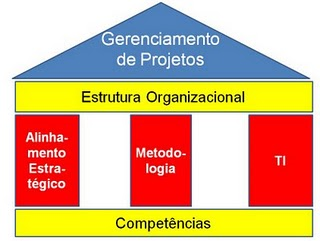 Gerenciamento
de Projetos
Estrutura Organizacional
Alinha-
mento
Estra-
tégico
Metodo-
logia
TI
Competências